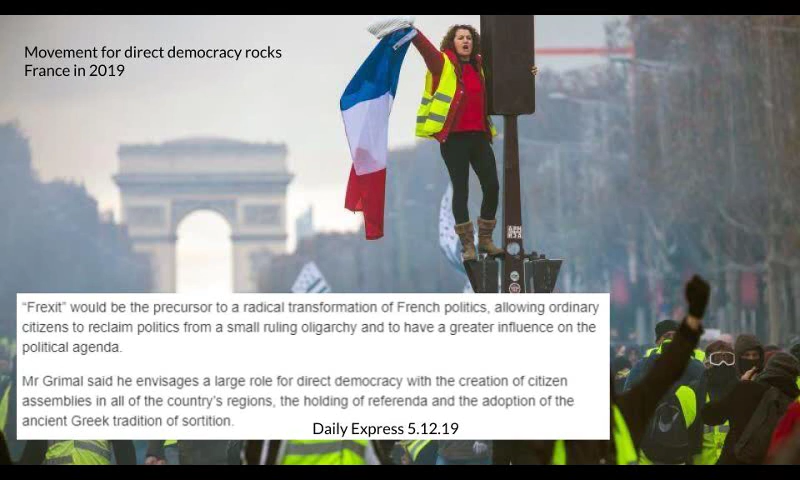 Movement for direct democracy rocks
France in 2019
“Frexit” would be the precursor to a radical transformation of French politics, allowing ordinary
citizens to reclaim politics from a small ruling oligarchy and to have a greater influence on the
political agenda.
Mr Grimal said he envisages a large role for direct democracy with the creation of citizen
assemblies in all of the country's regions, the holding of referenda and the adoption of the
ancient Greek tradition of sortition.
Daily Express 5.12.19